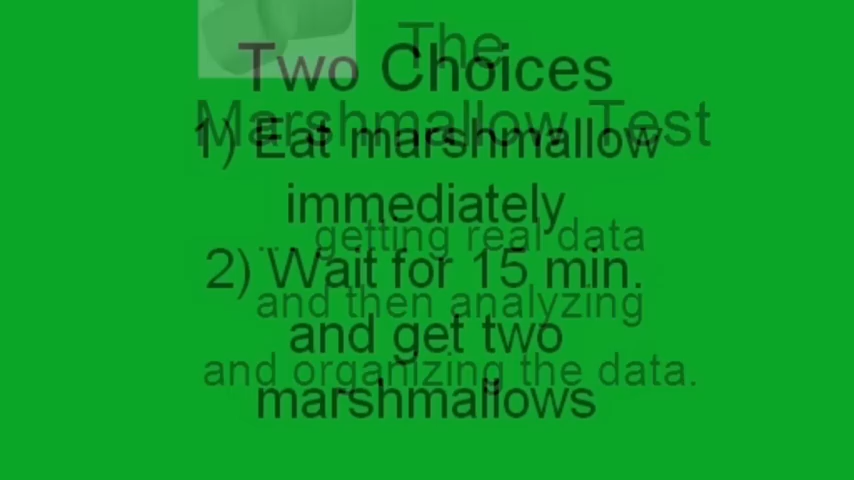 The
Marshmallow Test
... getting real data
and then analyzing
and organizing the data.
Two Choices
1) Eat marshmallow
immediately
2) Wait for 15 min.
and get two
marshmallows